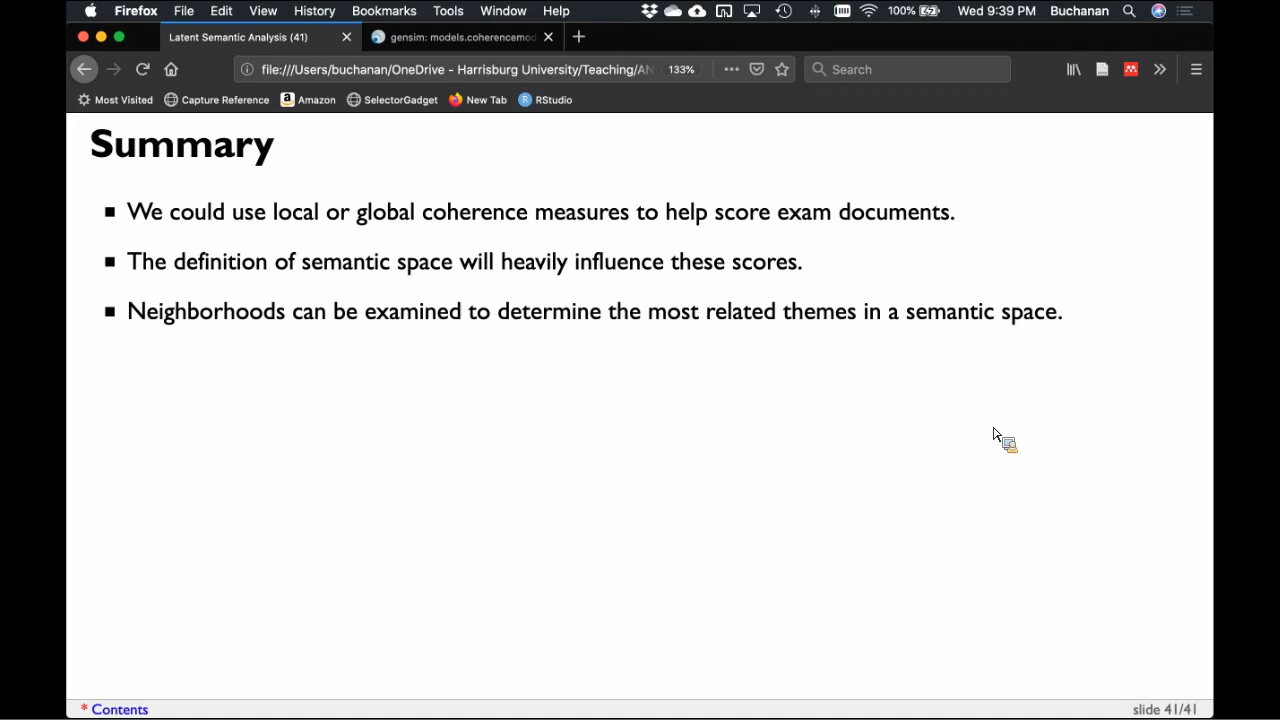 Firefox File Edit View History Bookmarks Tools Window Help 100% Wed 9:39 PM Buchanan
Latent Semantic Analysis (41) gensim: models.coherencemod
file:///Users/buchanan/OneDrive - Harrisburg University/Teaching/AN 133% Search
Most Visited Capture Reference Amazon SelectorGadget New Tab RStudio
Summary
We could use local or global coherence measures to help score exam documents.
The definition of semantic space will heavily influence these scores.
Neighborhoods can be examined to determine the most related themes in a semantic space.
* Contents slide 41/41